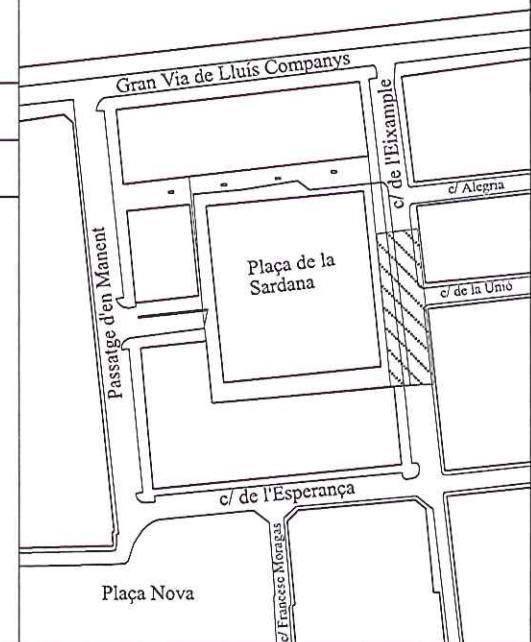 Gran Via de Lluís Companys
c/ de l'Eixample
c/ Alegria
Plaça de la
Sardana
c/ de la Unió
Passatge d'en Manent
c/ de l'Esperança
c/ Francesc Moragas
Plaça Nova